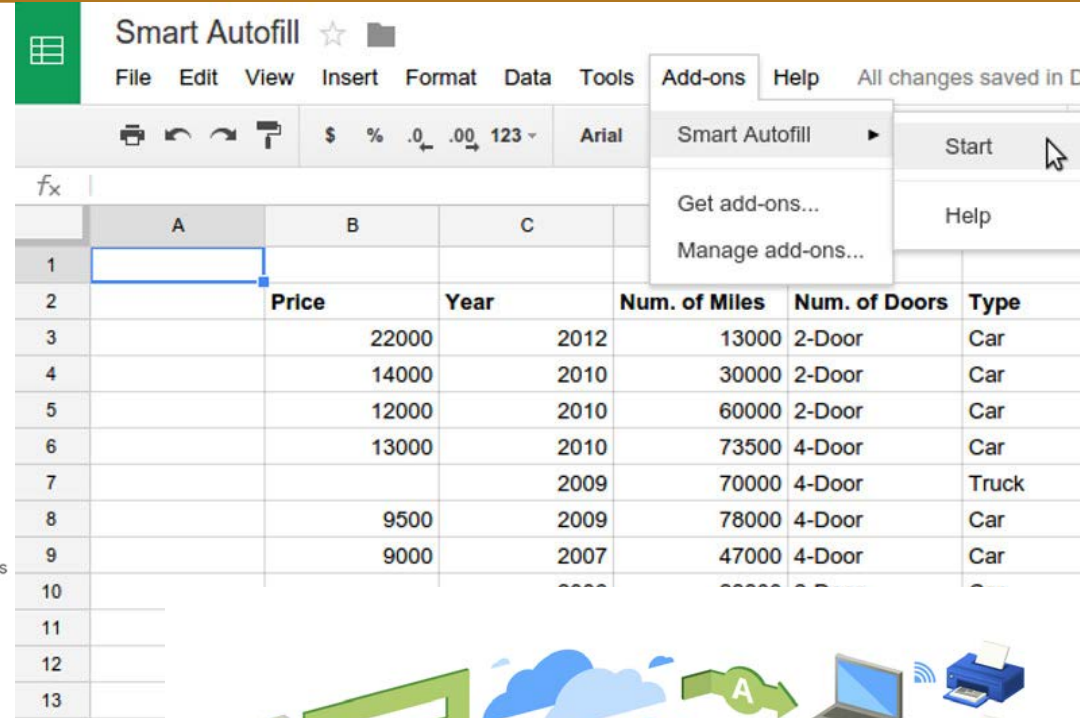 Smart Autofill
File Edit View Insert Format Data Tools Add-ons Help All changes saved in D
$ % .0 .00 123 Arial
Smart Autofill
Start
Get add-ons...
Help
Manage add-ons...
fx
A B C
1
2 Price Year Num. of Miles Num. of Doors Type
3 22000 2012 13000 2-Door Car
4 14000 2010 30000 2-Door Car
5 12000 2010 60000 2-Door Car
6 13000 2010 73500 4-Door Car
7 2009 70000 4-Door Truck
8 9500 2009 78000 4-Door Car
9 9000 2007 47000 4-Door Car
s
10
11
12
13
A